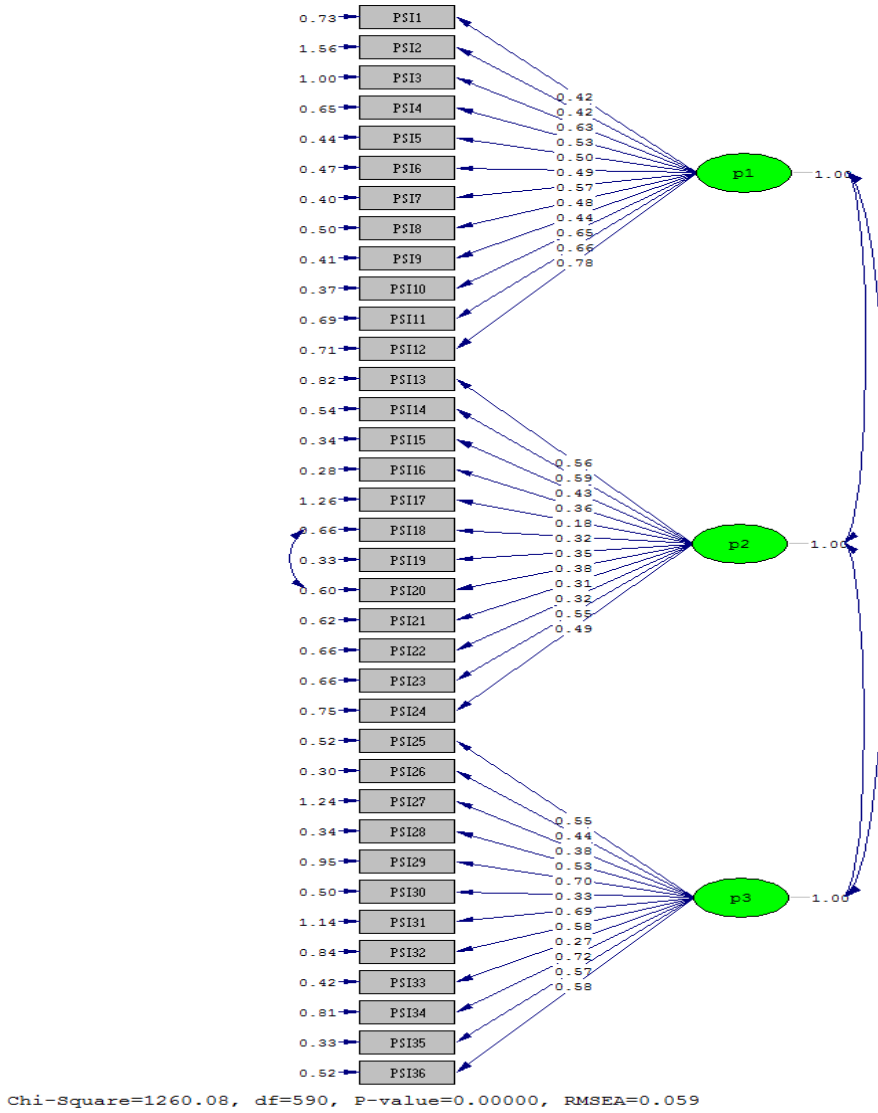 0.73 PSI1
1.56 PSI2
1.00 PSI3
0.65 PSI4
0.44 PSI5
0.47 PSI6
0.40 PSI7
0.50 PSI8
0.41 PSI9
0.37 PSI10
0.69 PSI11
0.71 PSI12
0.42
0.42
0.63
0.53
0.50
0.49
0.57
0.48
0.44
0.65
0.66
0.78
p1 1.00
0.82 PSI13
0.54 PSI14
0.34 PSI15
0.28 PSI16
1.26 PSI17
0.66 PSI18
0.33 PSI19
0.60 PSI20
0.62 PSI21
0.66 PSI22
0.66 PSI23
0.75 PSI24
0.56
0.59
0.43
0.36
0.18
0.32
0.35
0.38
0.31
0.32
0.55
0.49
p2 1.00
0.52 PSI25
0.30 PSI26
1.24 PSI27
0.34 PSI28
0.95 PSI29
0.50 PSI30
1.14 PSI31
0.84 PSI32
0.42 PSI33
0.81 PSI34
0.33 PSI35
0.52 PSI36
0.55
0.44
0.38
0.53
0.70
0.33
0.69
0.58
0.27
0.72
0.57
0.58
p3 1.00
Chi-Square=1260.08, df=590, P-value=0.00000, RMSEA=0.059